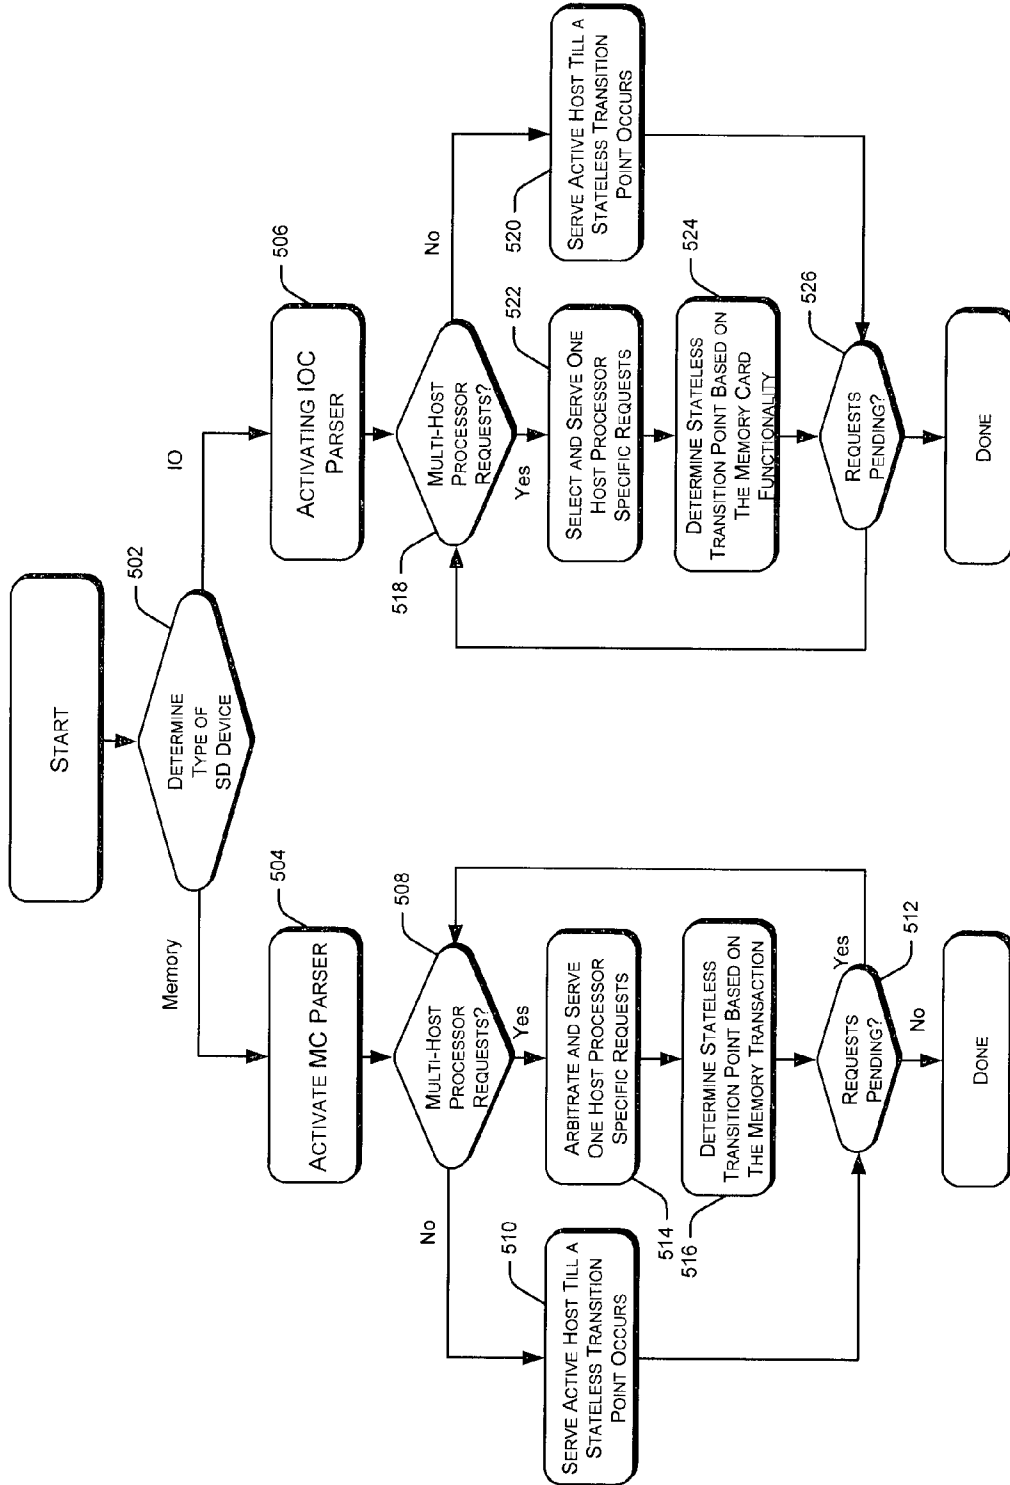 START
DETERMINE
TYPE OF
SD DEVICE
502
Memory
IO
ACTIVATE MC PARSER
504
ACTIVATING IOC
PARSER
506
MULTI-HOST
PROCESSOR
REQUESTS?
508
No
Yes
SERVE ACTIVE HOST TILL A
STATELESS TRANSITION
POINT OCCURS
510
ARBITRATE AND SERVE
ONE HOST PROCESSOR
SPECIFIC REQUESTS
514
DETERMINE STATELESS
TRANSITION POINT BASED ON
THE MEMORY TRANSACTION
516
REQUESTS
PENDING?
512
Yes
No
DONE
MULTI-HOST
PROCESSOR
REQUESTS?
518
No
Yes
SELECT AND SERVE ONE
HOST PROCESSOR
SPECIFIC REQUESTS
522
SERVE ACTIVE HOST TILL A
STATELESS TRANSITION
POINT OCCURS
520
DETERMINE STATELESS
TRANSITION POINT BASED ON
THE MEMORY CARD
FUNCTIONALITY
524
REQUESTS
PENDING?
526
DONE